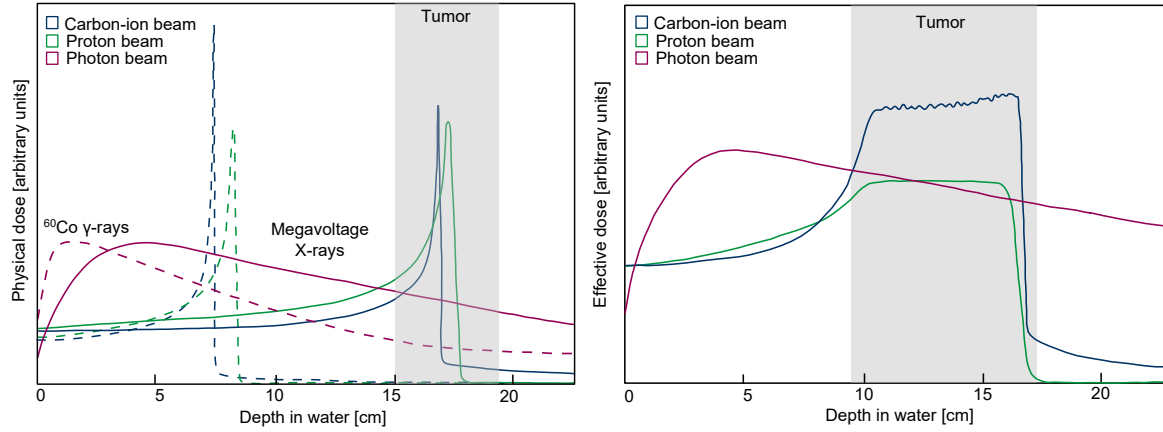 Carbon-ion beam
Proton beam
Photon beam
Tumor
⁶⁰Co γ-rays
Megavoltage
X-rays
Physical dose [arbitrary units]
0
5
10
15
20
Depth in water [cm]
Carbon-ion beam
Proton beam
Photon beam
Tumor
Effective dose [arbitrary units]
0
5
10
15
20
Depth in water [cm]